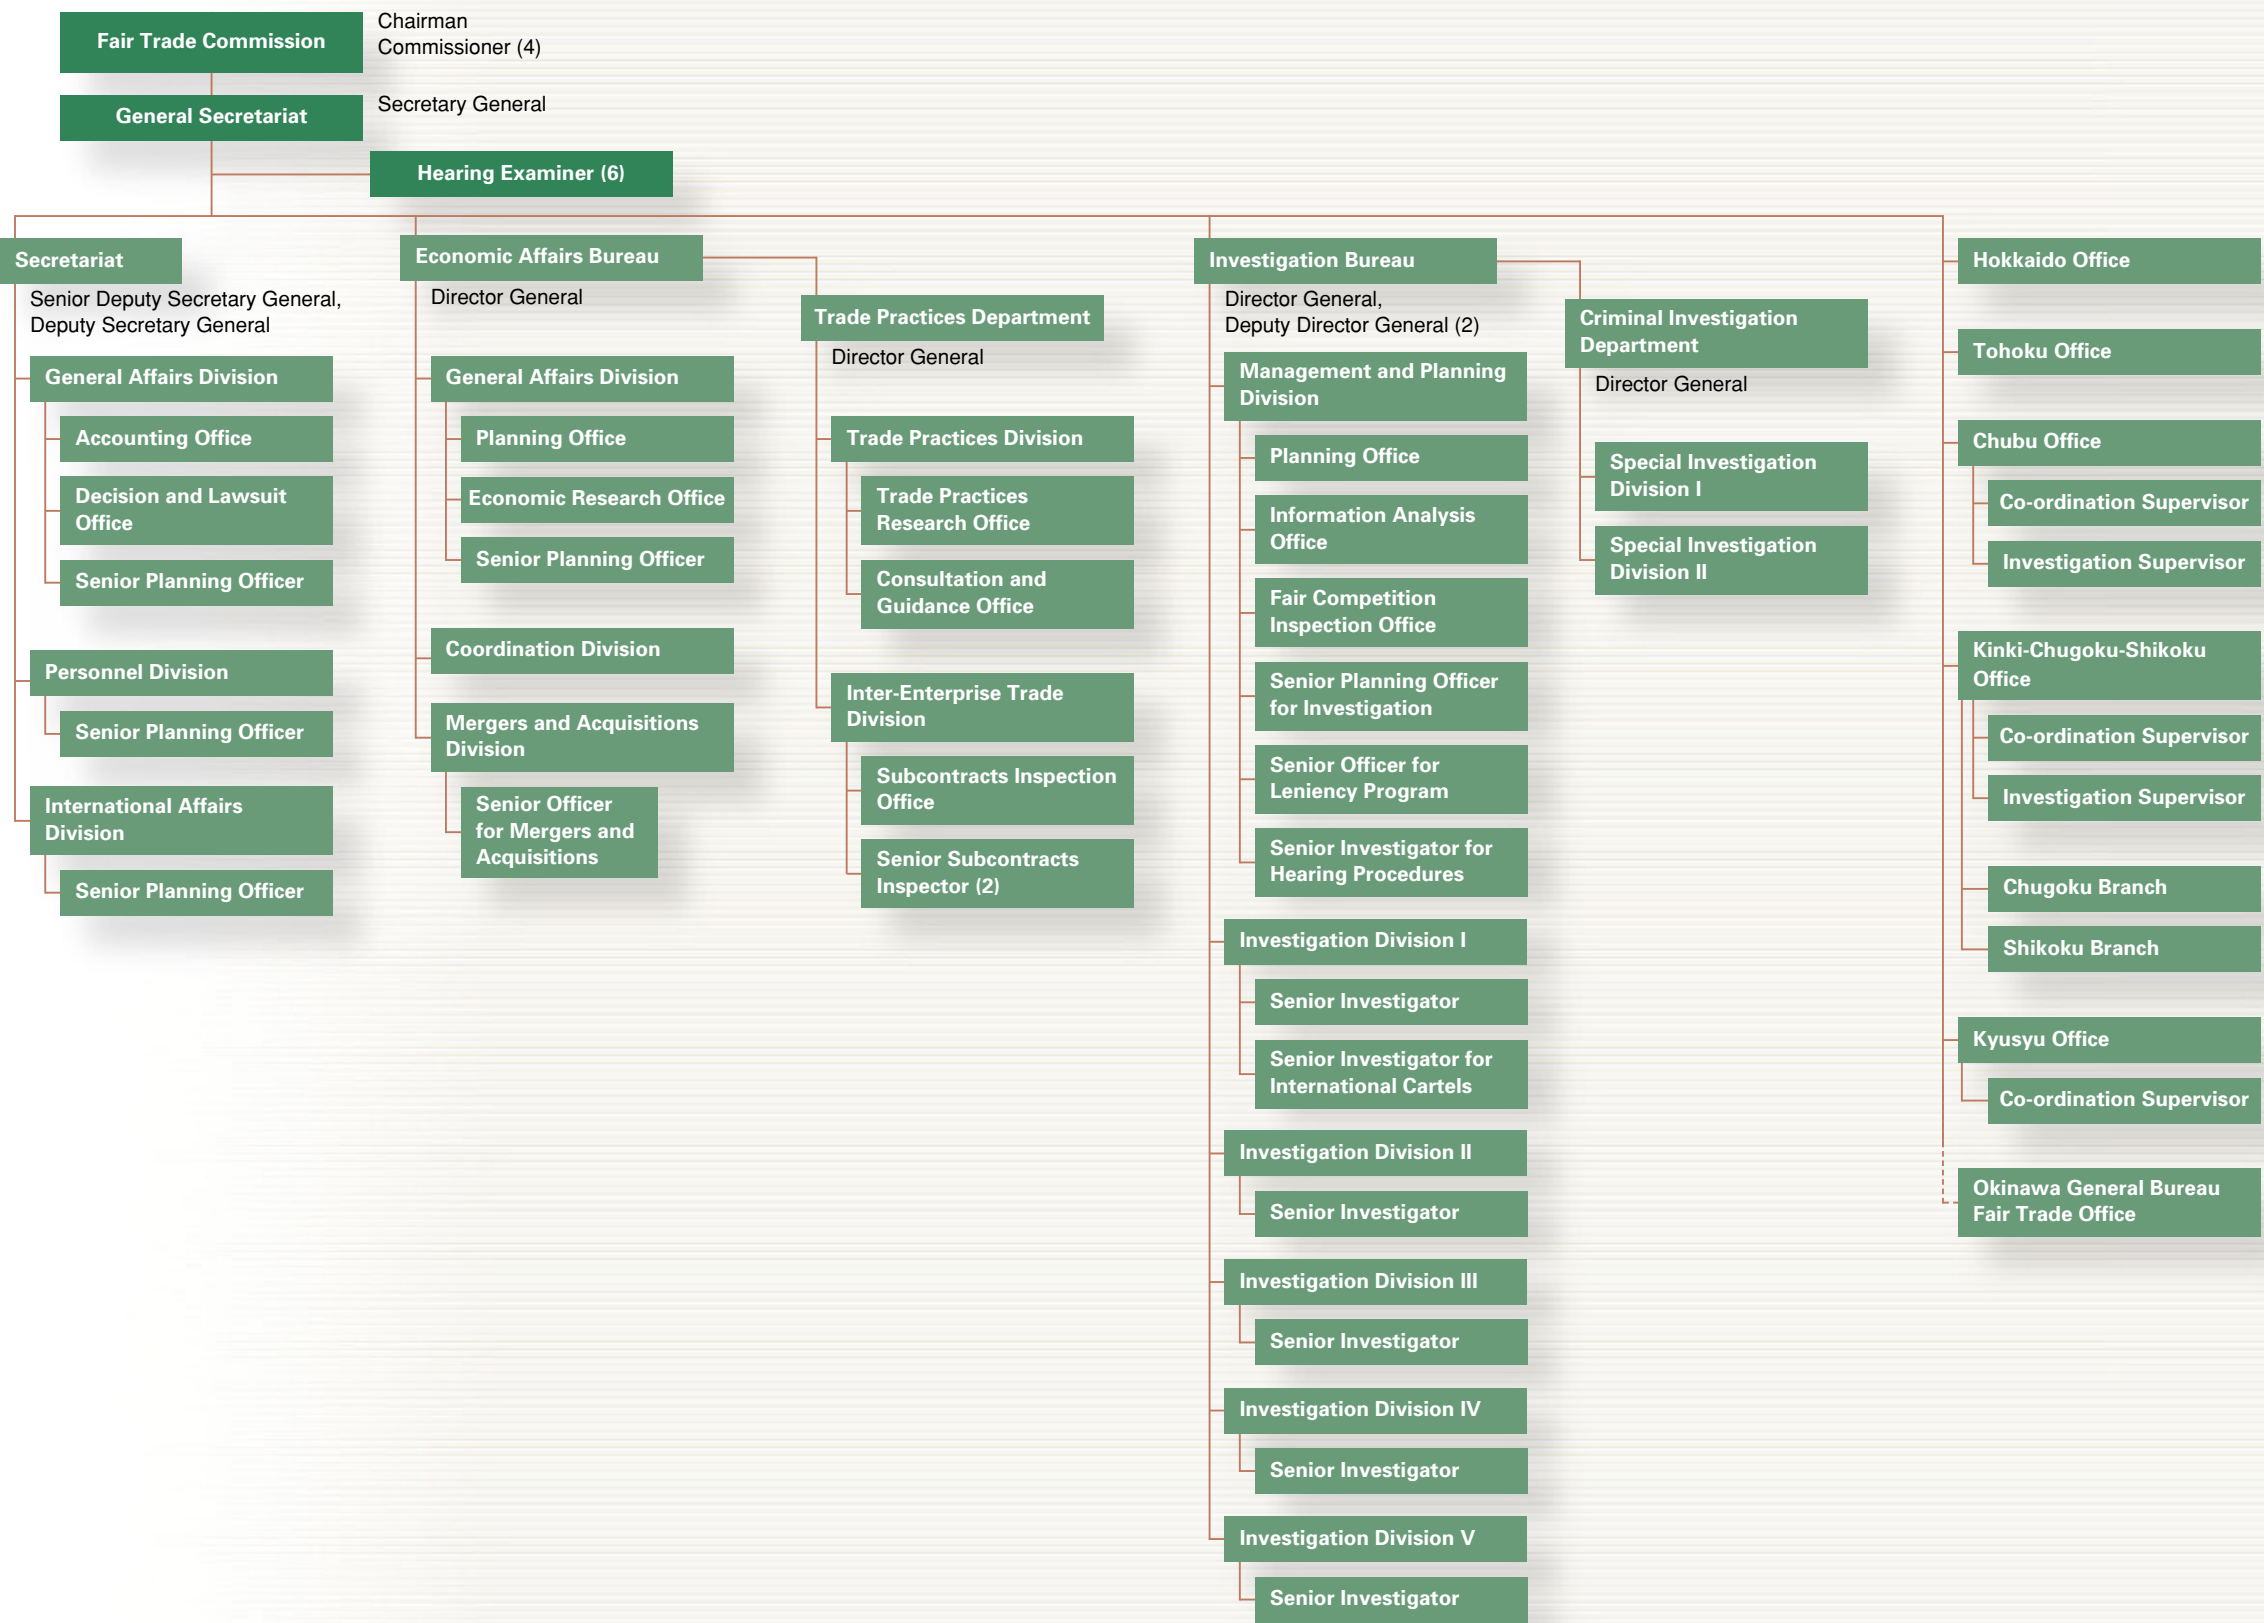 Fair Trade Commission
Chairman
Commissioner (4)
General Secretariat
Secretary General
Hearing Examiner (6)
Secretariat
Senior Deputy Secretary General,
Deputy Secretary General
General Affairs Division
Accounting Office
Decision and Lawsuit
Office
Senior Planning Officer
Personnel Division
Senior Planning Officer
International Affairs
Division
Senior Planning Officer
Economic Affairs Bureau
Director General
General Affairs Division
Planning Office
Economic Research Office
Senior Planning Officer
Coordination Division
Mergers and Acquisitions
Division
Senior Officer
for Mergers and
Acquisitions
Trade Practices Department
Director General
Trade Practices Division
Trade Practices
Research Office
Consultation and
Guidance Office
Inter-Enterprise Trade
Division
Subcontracts Inspection
Office
Senior Subcontracts
Inspector (2)
Investigation Bureau
Director General,
Deputy Director General (2)
Management and Planning
Division
Planning Office
Information Analysis
Office
Fair Competition
Inspection Office
Senior Planning Officer
for Investigation
Senior Officer for
Leniency Program
Senior Investigator for
Hearing Procedures
Investigation Division I
Senior Investigator
Senior Investigator for
International Cartels
Investigation Division II
Senior Investigator
Investigation Division III
Senior Investigator
Investigation Division IV
Senior Investigator
Investigation Division V
Senior Investigator
Criminal Investigation
Department
Director General
Special Investigation
Division I
Special Investigation
Division II
Hokkaido Office
Tohoku Office
Chubu Office
Co-ordination Supervisor
Investigation Supervisor
Kinki-Chugoku-Shikoku
Office
Co-ordination Supervisor
Investigation Supervisor
Chugoku Branch
Shikoku Branch
Kyusyu Office
Co-ordination Supervisor
Okinawa General Bureau
Fair Trade Office